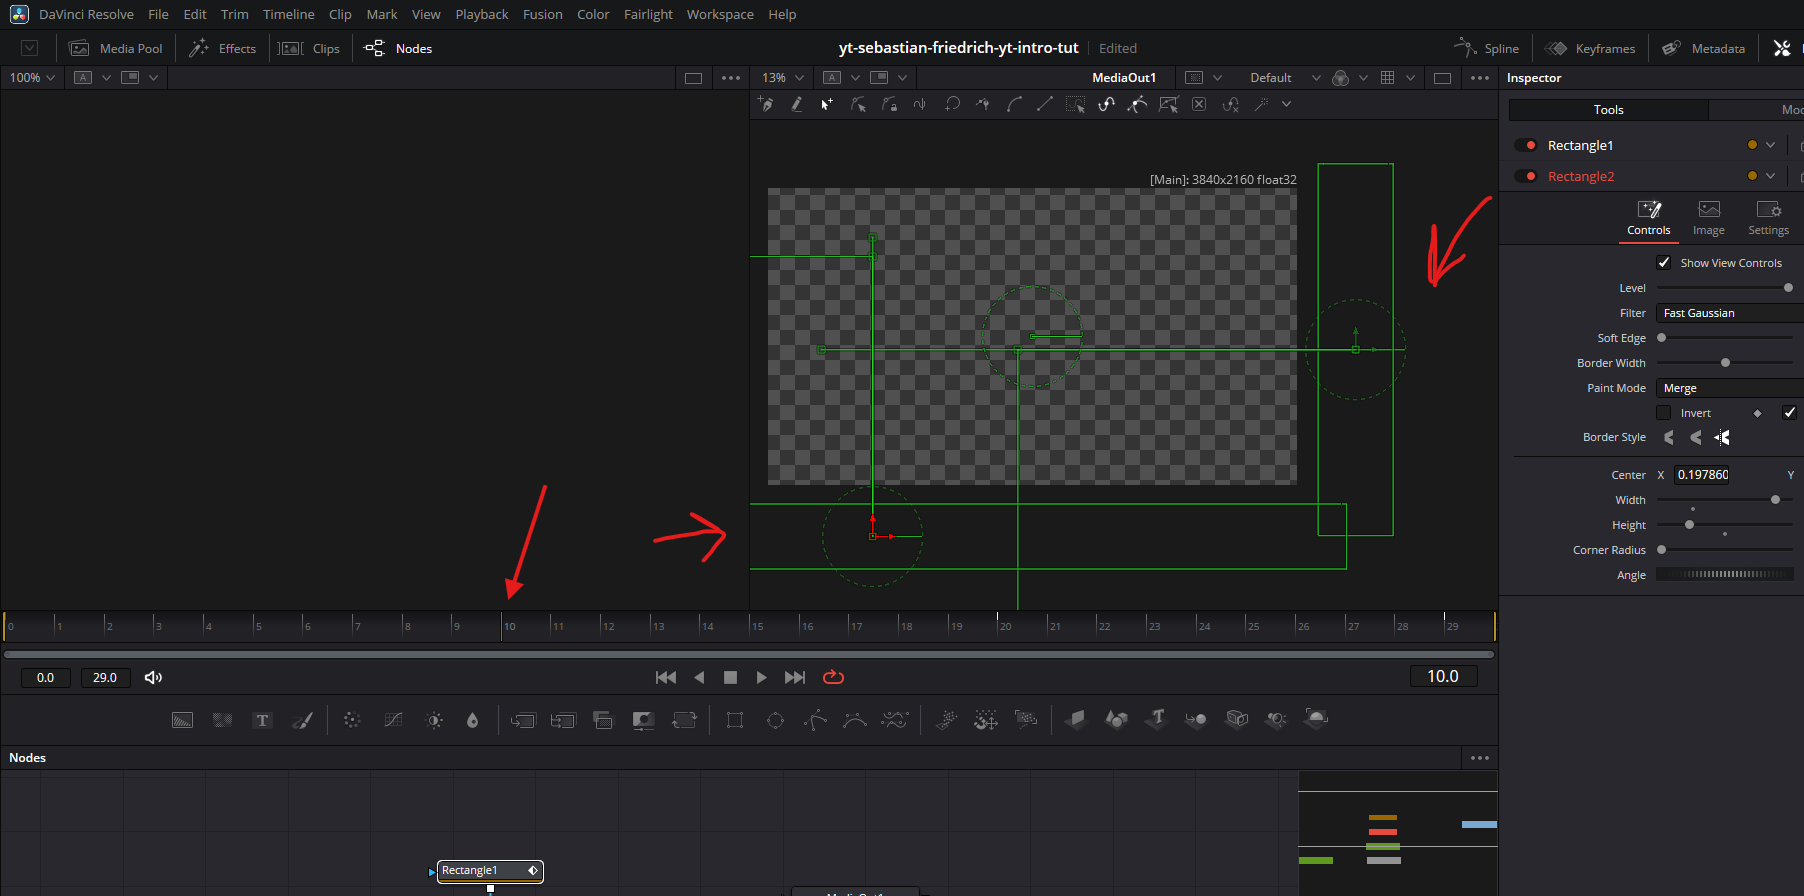 DaVinci Resolve File Edit Trim Timeline Clip Mark View Playback Fusion Color Fairlight Workspace Help
Media Pool Effects Clips Nodes yt-sebastian-friedrich-yt-intro-tut Edited Spline Keyframes Metadata
100% A 13% A MediaOut1 Default Inspector
Tools
[Main]: 3840x2160 float32
Rectangle1
Rectangle2
Controls Image Settings
Show View Controls
Level
Filter Fast Gaussian
Soft Edge
Border Width
Paint Mode Merge
Invert
Border Style
Center X 0.197860 Y
Width
Height
Corner Radius
Angle
0 1 2 3 4 5 6 7 8 9 10 11 12 13 14 15 16 17 18 19 20 21 22 23 24 25 26 27 28 29
0.0 29.0 10.0
T T
Nodes
Rectangle1